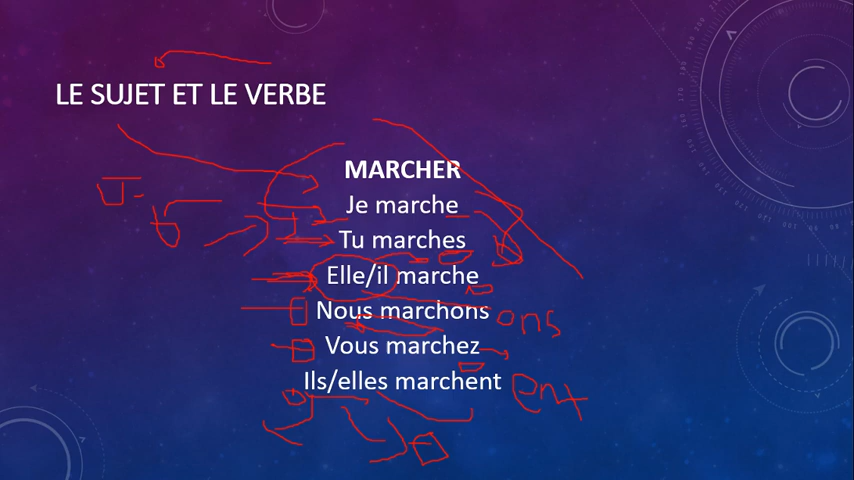 LE SUJET ET LE VERBE
MARCHER
Je marche
Tu marches
Elle/il marche
Nous marchons
ons
Vous marchez
Ils/elles marchent
ent